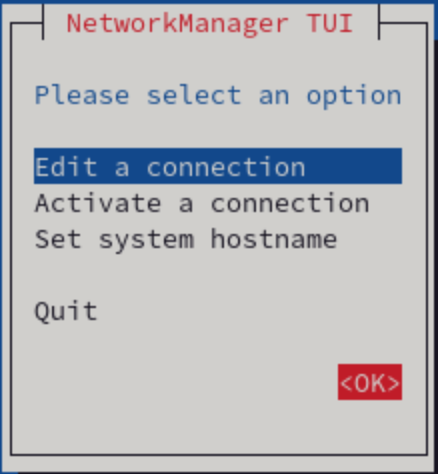 NetworkManager TUI
Please select an option
Edit a connection
Activate a connection
Set system hostname
Quit
<OK>